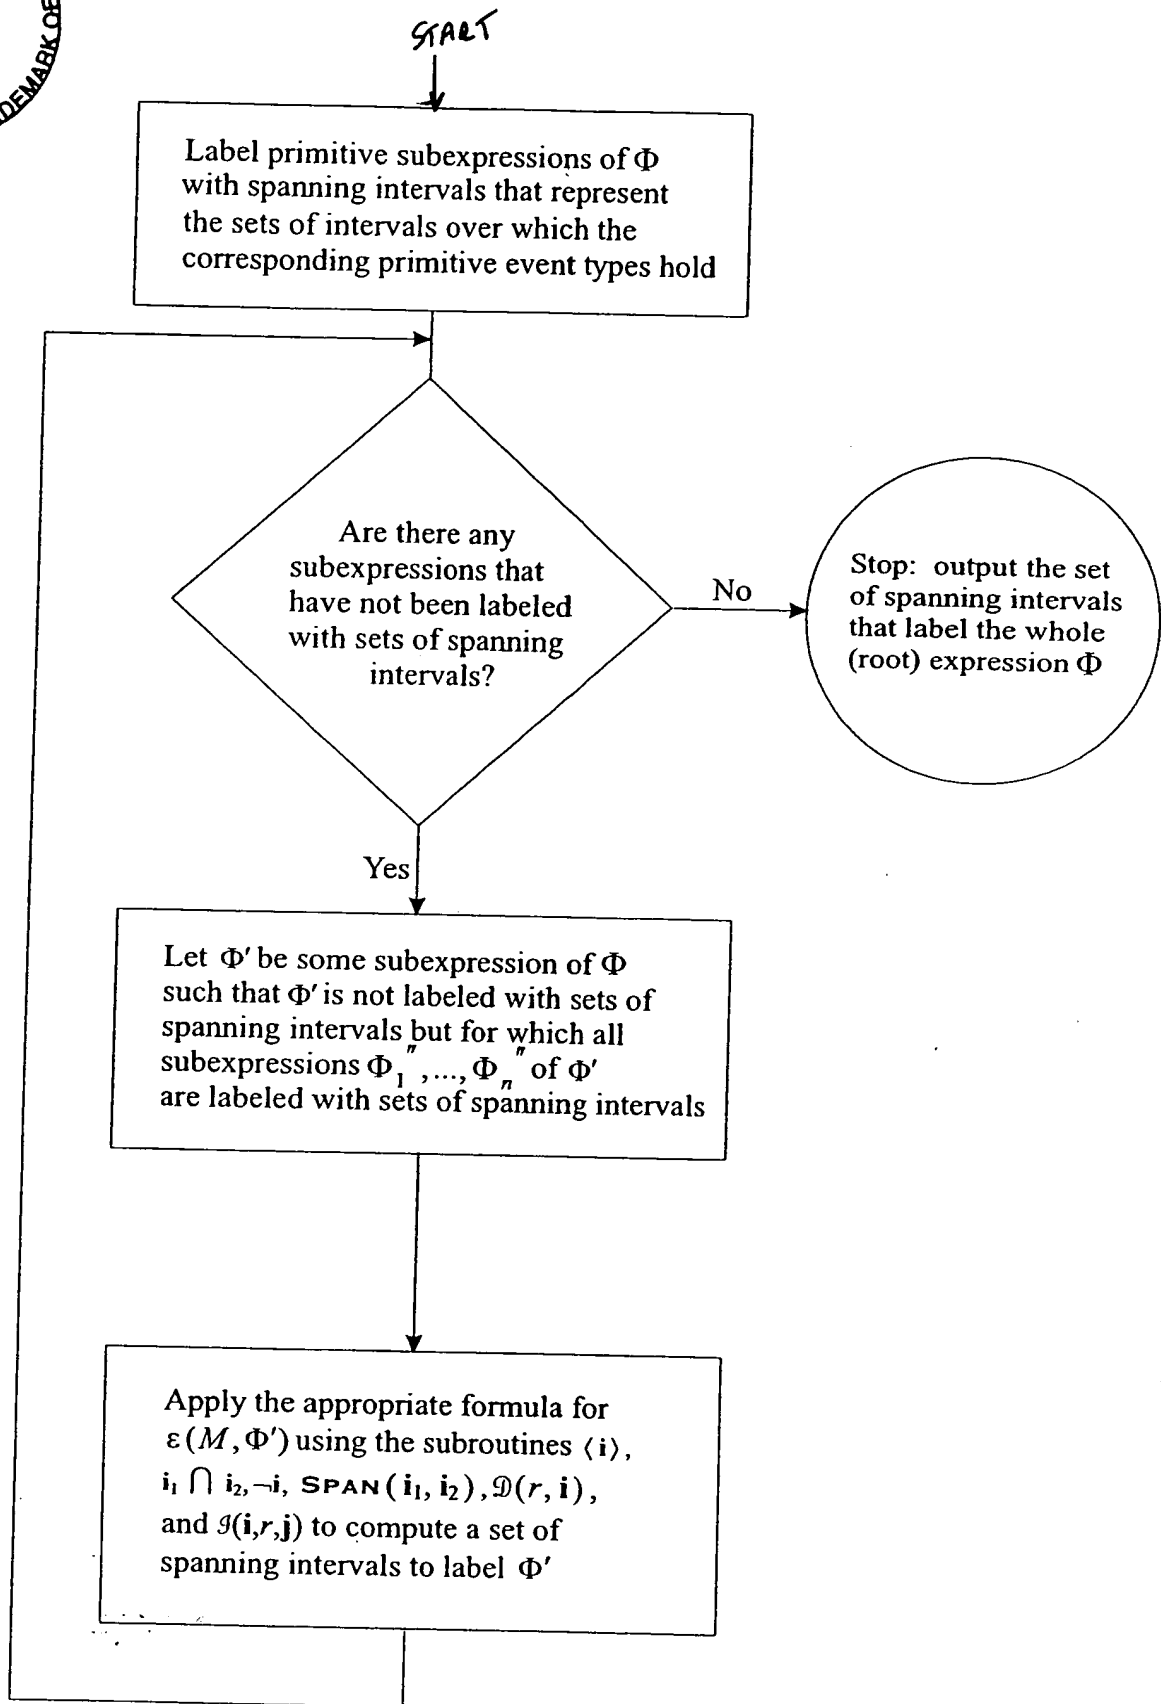 DEMARK OF
START
Label primitive subexpressions of Φ
with spanning intervals that represent
the sets of intervals over which the
corresponding primitive event types hold
Are there any
subexpressions that
have not been labeled
with sets of spanning
intervals?
No
Stop: output the set
of spanning intervals
that label the whole
(root) expression Φ
Yes
Let Φ′ be some subexpression of Φ
such that Φ′ is not labeled with sets of
spanning intervals but for which all
subexpressions Φ₁″,..., Φₙ″ of Φ′
are labeled with sets of spanning intervals
Apply the appropriate formula for
ε(M, Φ′) using the subroutines ⟨i⟩,
i₁ ⋂ i₂, ¬i, SPAN(i₁, i₂), 𝒟(r, i),
and ℐ(i,r,j) to compute a set of
spanning intervals to label Φ′